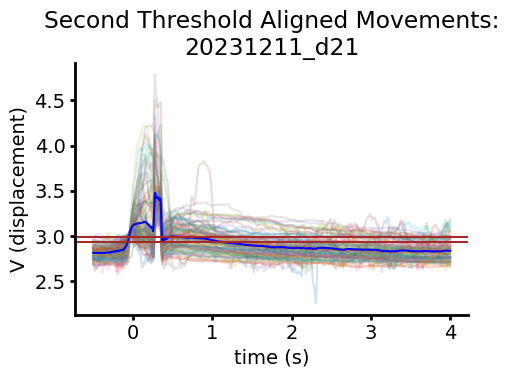 Second Threshold Aligned Movements:
20231211_d21
V (displacement)
4.5
4.0
3.5
3.0
2.5
0 1 2 3 4
time (s)